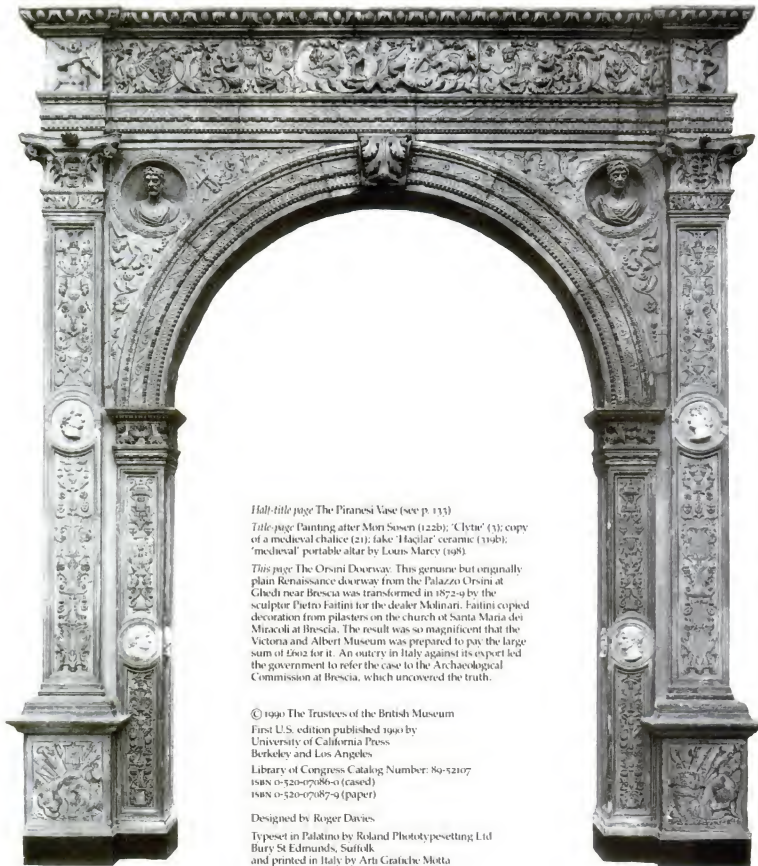 Half-title page The Piranesi Vase (see p. 133)
Title-page Painting after Mori Sosen (122b); 'Clytie' (3); copy
of a medieval chalice (21); fake 'Haçilar' ceramic (319b);
'medieval' portable altar by Louis Marcy (198).
This page The Orsini Doorway. This genuine but originally
plain Renaissance doorway from the Palazzo Orsini at
Ghedi near Brescia was transformed in 1872-9 by the
sculptor Pietro Faitini for the dealer Molinari. Faitini copied
decoration from pilasters on the church of Santa Maria dei
Miracoli at Brescia. The result was so magnificent that the
Victoria and Albert Museum was prepared to pay the large
sum of £602 for it. An outcry in Italy against its export led
the government to refer the case to the Archaeological
Commission at Brescia, which uncovered the truth.
© 1990 The Trustees of the British Museum
First U.S. edition published 1990 by
University of California Press
Berkeley and Los Angeles
Library of Congress Catalog Number: 89-52107
ISBN 0-520-07086-0 (cased)
ISBN 0-520-07087-9 (paper)
Designed by Roger Davies
Typeset in Palatino by Roland Phototypesetting Ltd
Bury St Edmunds, Suffolk
and printed in Italy by Arti Grafiche Motta